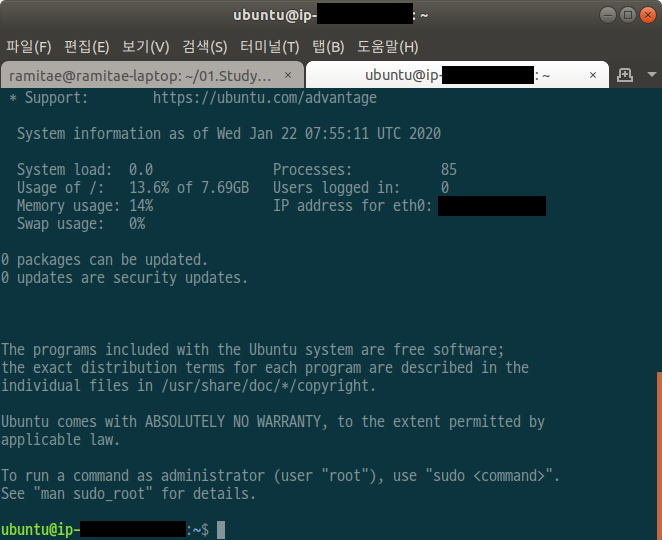 ubuntu@ip- : ~
파일(F) 편집(E) 보기(V) 검색(S) 터미널(T) 탭(B) 도움말(H)
ramitae@ramitae-laptop: ~/01.Study… × ubuntu@ip- : ~ ×
* Support: https://ubuntu.com/advantage
System information as of Wed Jan 22 07:55:11 UTC 2020
System load: 0.0 Processes: 85
Usage of /: 13.6% of 7.69GB Users logged in: 0
Memory usage: 14% IP address for eth0:
Swap usage: 0%
0 packages can be updated.
0 updates are security updates.
The programs included with the Ubuntu system are free software;
the exact distribution terms for each program are described in the
individual files in /usr/share/doc/*/copyright.
Ubuntu comes with ABSOLUTELY NO WARRANTY, to the extent permitted by
applicable law.
To run a command as administrator (user "root"), use "sudo <command>".
See "man sudo_root" for details.
ubuntu@ip- :~$